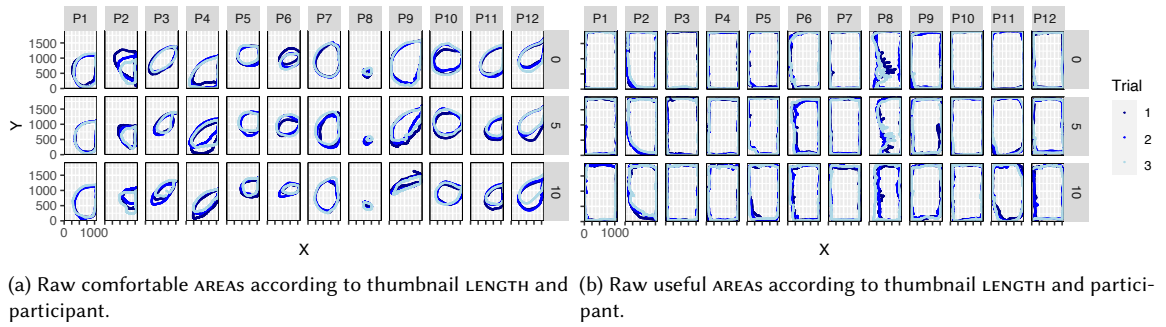 P1 P2 P3 P4 P5 P6 P7 P8 P9 P10 P11 P12
1500
1000
500
0
0
1500
1000
500
0
5
1500
1000
500
0
10
Y
0 1000
X
P1 P2 P3 P4 P5 P6 P7 P8 P9 P10 P11 P12
0
5
10
0 1000
X
Trial
1
2
3
(a) Raw comfortable AREAs according to thumbnail LENGTH and
participant.
(b) Raw useful AREAs according to thumbnail LENGTH and partici-
pant.